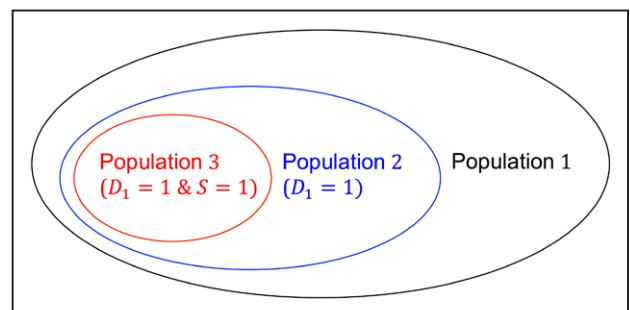 Population 3
(D₁ = 1 & S = 1)
Population 2
(D₁ = 1)
Population 1